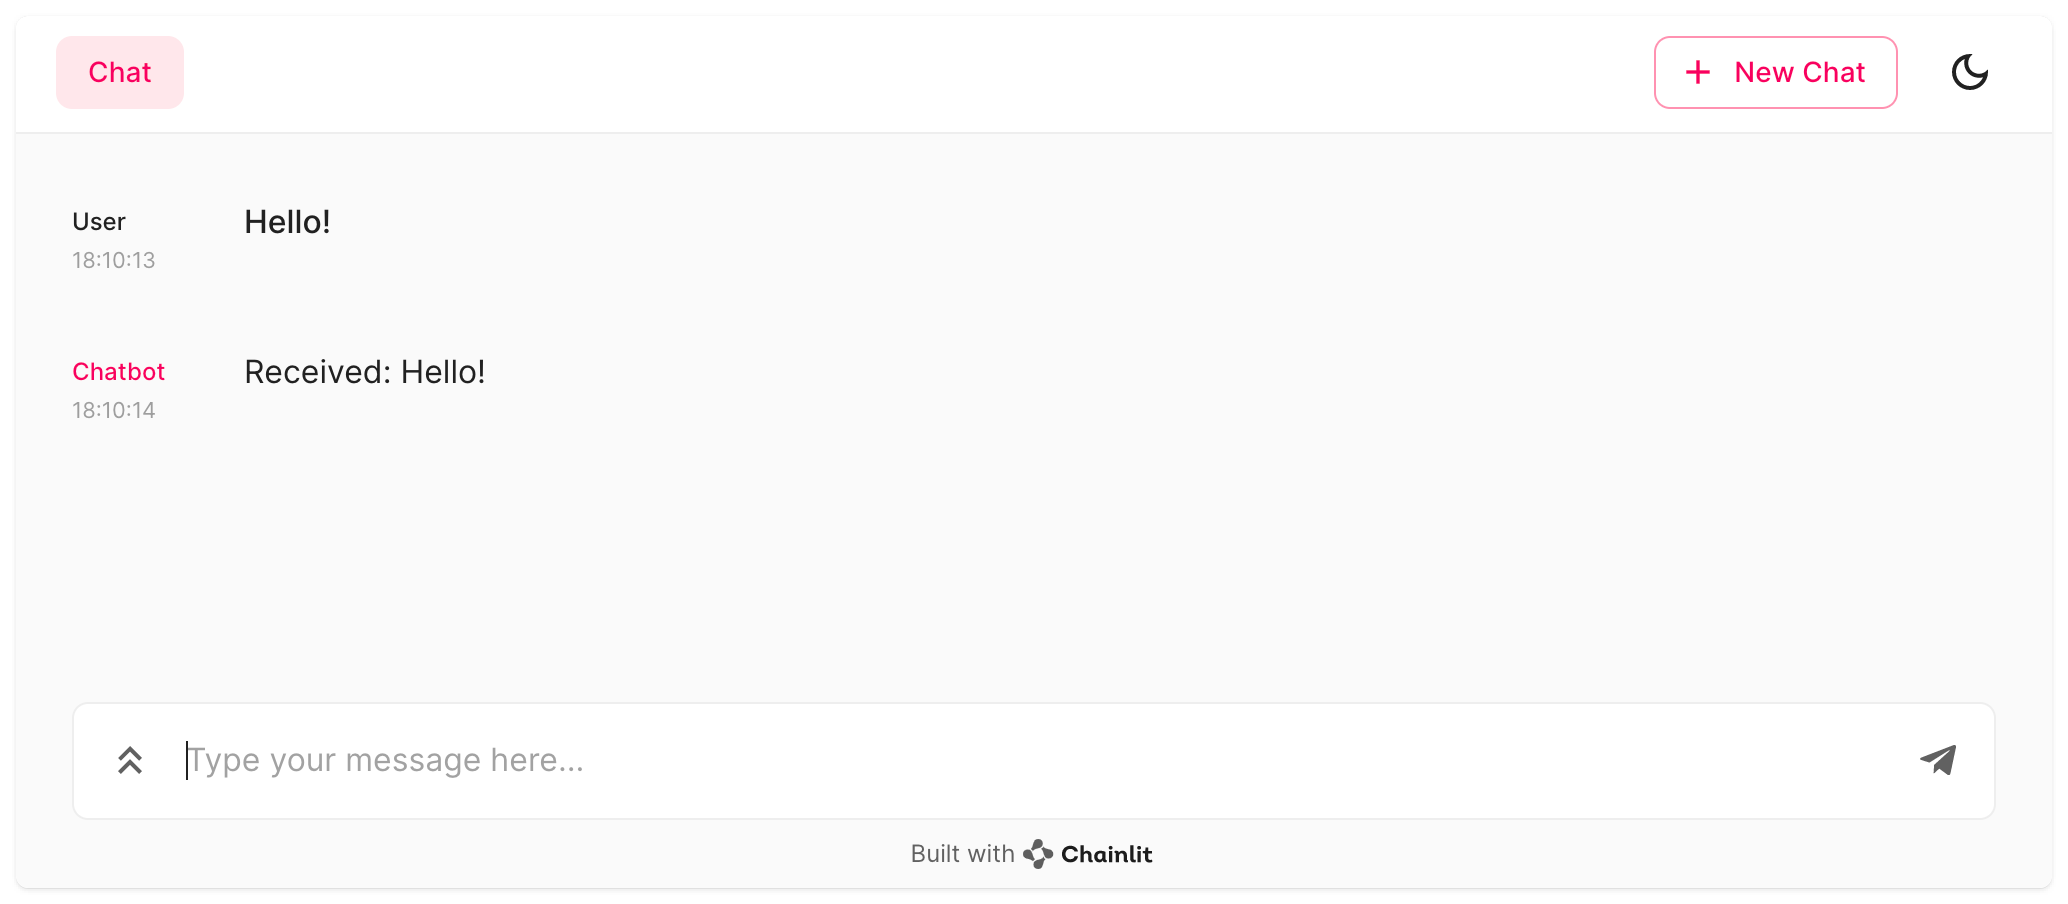 Chat
New Chat
User
Hello!
18:10:13
Chatbot
Received: Hello!
18:10:14
Type your message here...
Built with Chainlit